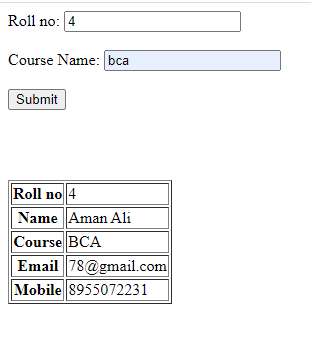 Roll no: 4
Course Name: bca
Submit
Roll no 4
Name Aman Ali
Course BCA
Email 78@gmail.com
Mobile 8955072231